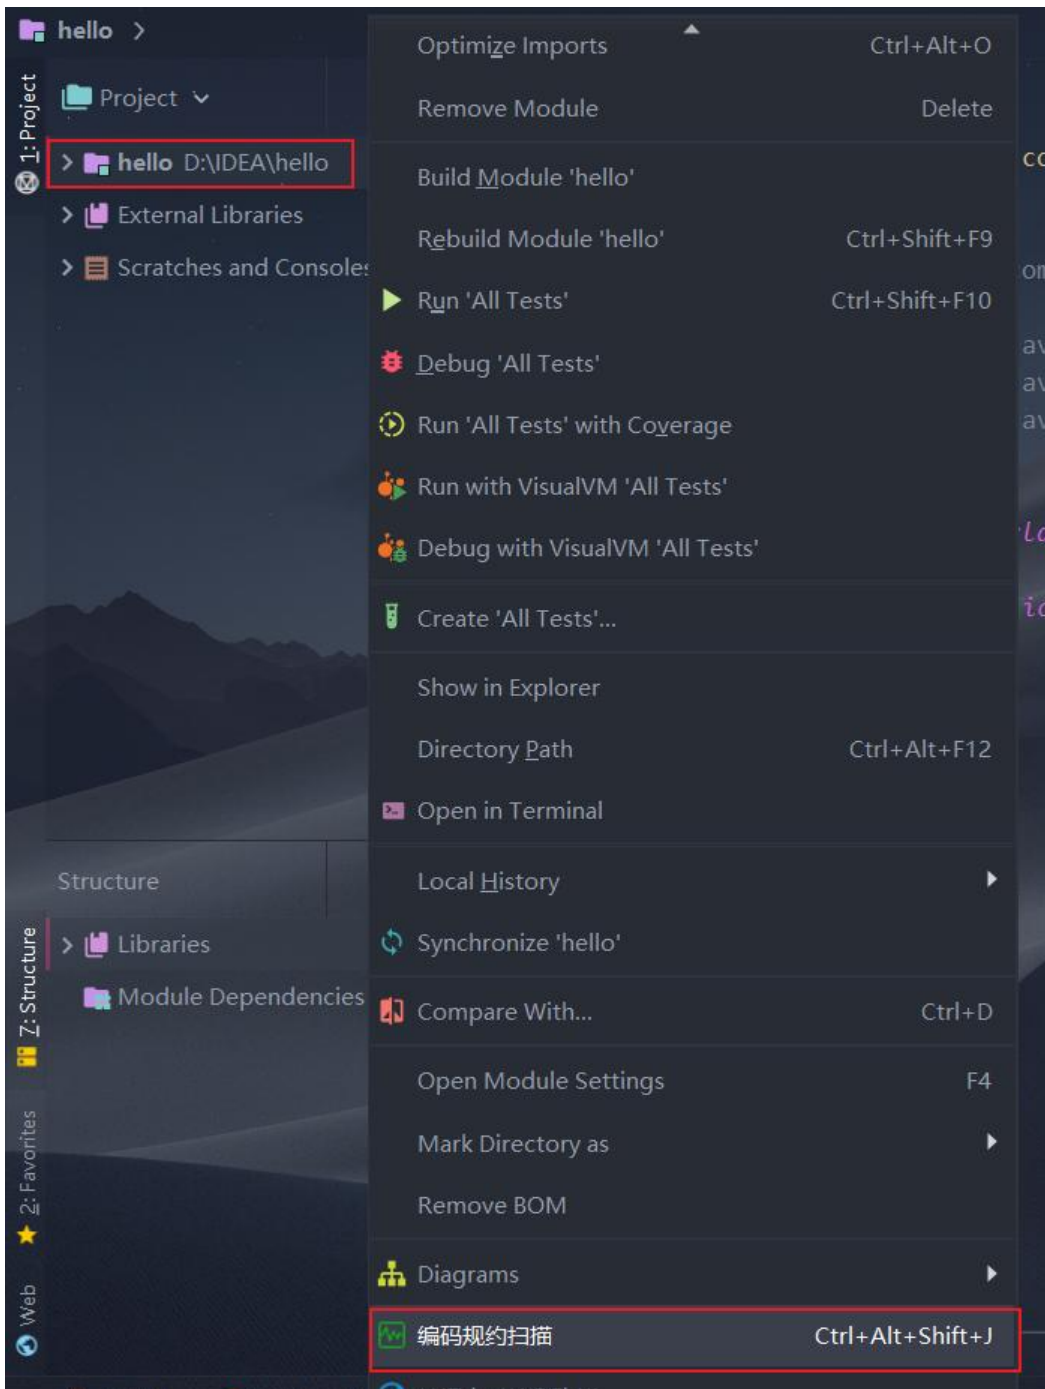 hello
1: Project
Project
hello D:\IDEA\hello
External Libraries
Scratches and Consoles
Optimize Imports Ctrl+Alt+O
Remove Module Delete
Build Module 'hello'
Rebuild Module 'hello' Ctrl+Shift+F9
Run 'All Tests' Ctrl+Shift+F10
Debug 'All Tests'
Run 'All Tests' with Coverage
Run with VisualVM 'All Tests'
Debug with VisualVM 'All Tests'
Create 'All Tests'...
Show in Explorer
Directory Path Ctrl+Alt+F12
Open in Terminal
Local History
Synchronize 'hello'
Compare With... Ctrl+D
Open Module Settings F4
Mark Directory as
Remove BOM
Diagrams
编码规约扫描 Ctrl+Alt+Shift+J
Structure
7: Structure
Libraries
Module Dependencies
2: Favorites
Web